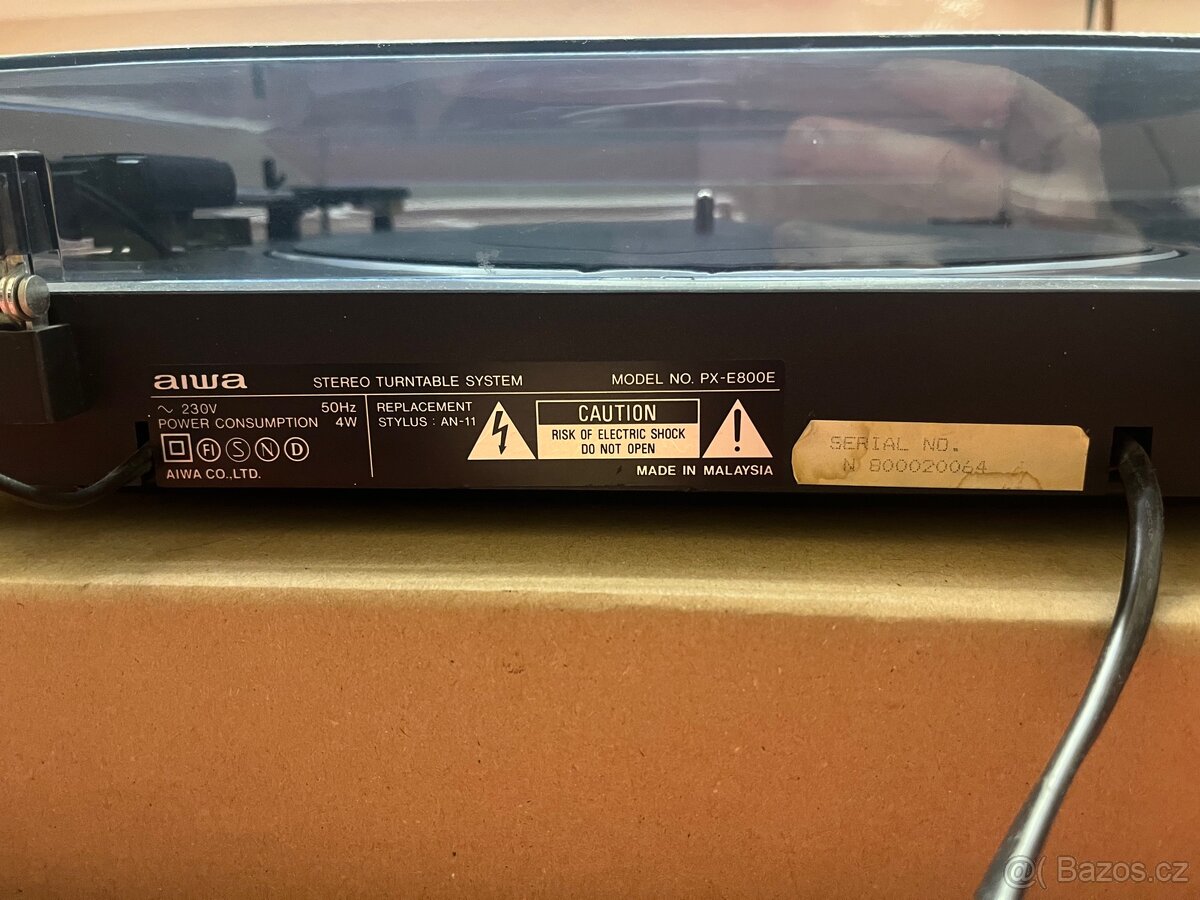 aiwa STEREO TURNTABLE SYSTEM MODEL NO. PX-E800E
~ 230V 50Hz
POWER CONSUMPTION 4W
FI S N D
AIWA CO.,LTD.
REPLACEMENT
STYLUS : AN-11
CAUTION
RISK OF ELECTRIC SHOCK
DO NOT OPEN
MADE IN MALAYSIA
SERIAL NO.
N 800020064
@( Bazos.cz